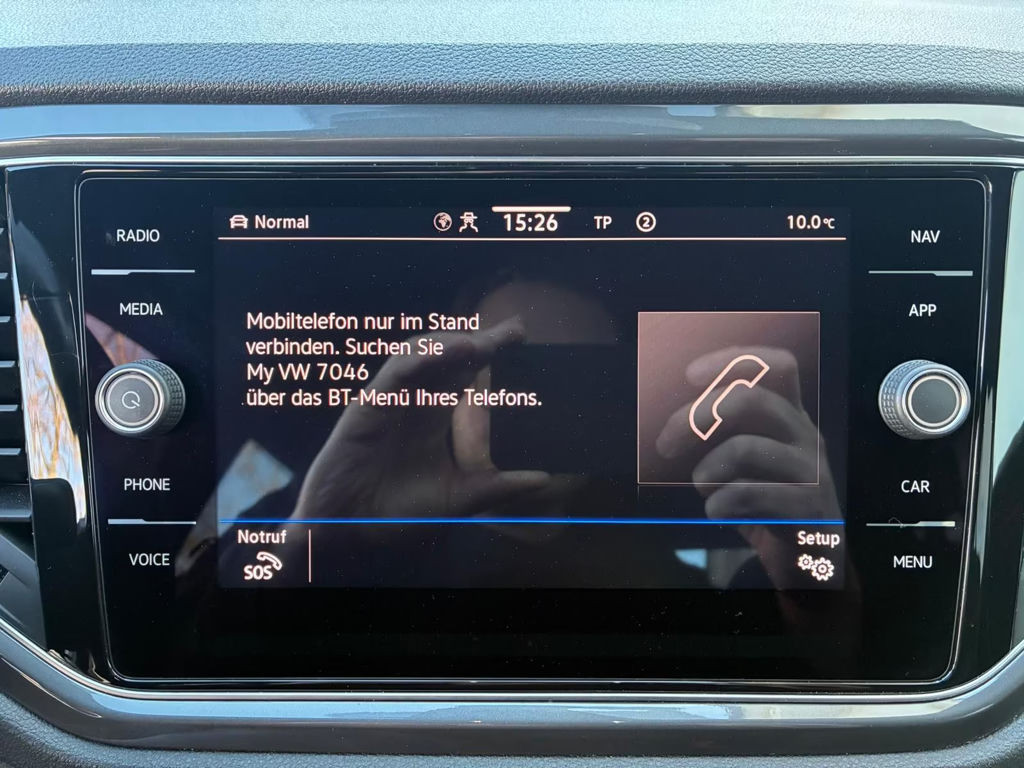 RADIO
MEDIA
PHONE
VOICE
Normal
15:26
TP
2
10.0°C
Mobiltelefon nur im Stand
verbinden. Suchen Sie
My VW 7046
über das BT-Menü Ihres Telefons.
Notruf
SOS
Setup
NAV
APP
CAR
MENU